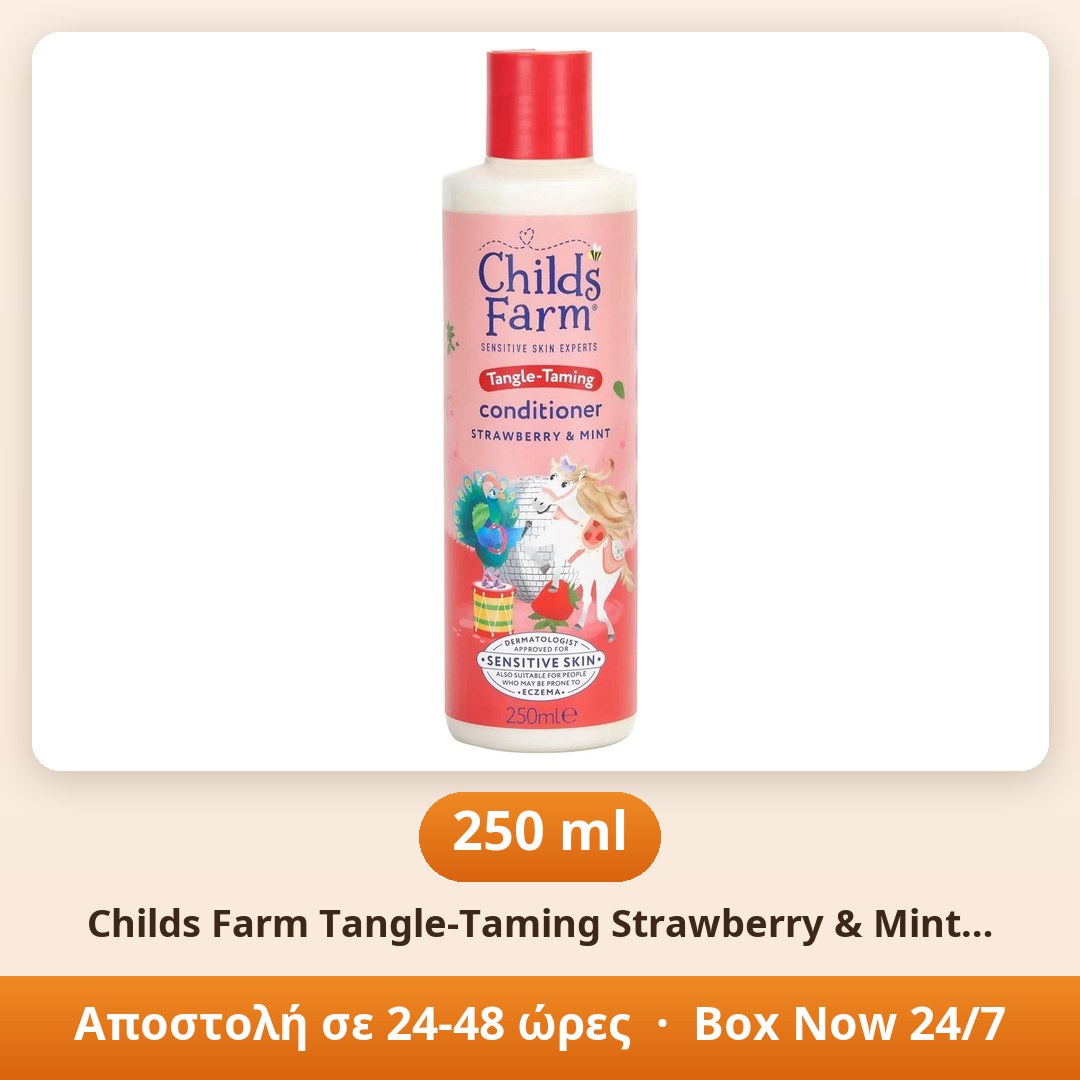 Childs
Farm®
SENSITIVE SKIN EXPERTS
Tangle-Taming
conditioner
STRAWBERRY & MINT
DERMATOLOGIST
APPROVED FOR
•SENSITIVE SKIN•
ALSO SUITABLE FOR PEOPLE
WHO MAY BE PRONE TO
•ECZEMA•
250ml℮
250 ml
Childs Farm Tangle-Taming Strawberry & Mint...
Αποστολή σε 24-48 ώρες · Box Now 24/7